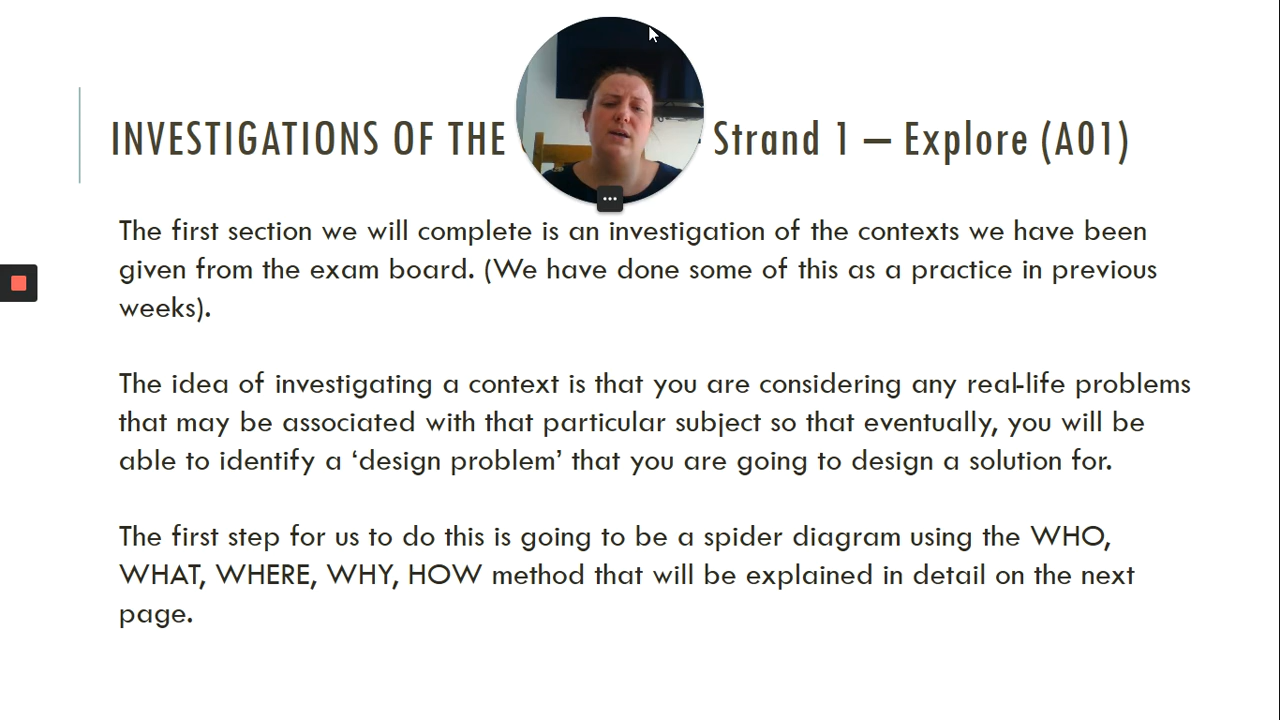 INVESTIGATIONS OF THE Strand 1 – Explore (A01)
The first section we will complete is an investigation of the contexts we have been
given from the exam board. (We have done some of this as a practice in previous
weeks).
The idea of investigating a context is that you are considering any real-life problems
that may be associated with that particular subject so that eventually, you will be
able to identify a ‘design problem’ that you are going to design a solution for.
The first step for us to do this is going to be a spider diagram using the WHO,
WHAT, WHERE, WHY, HOW method that will be explained in detail on the next
page.